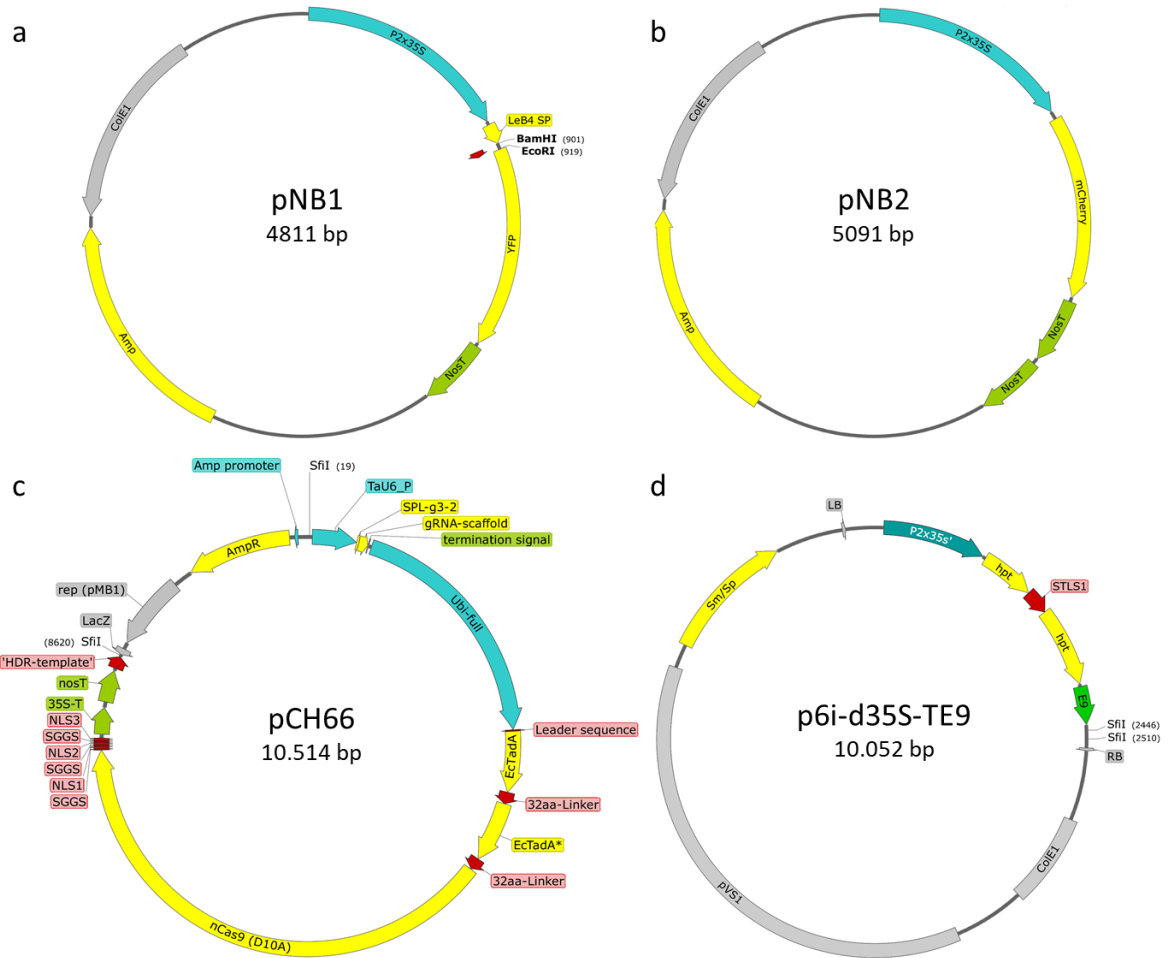 a
P2x35S
ColE1
LeB4 SP
BamHI (901)
EcoRI (919)
pNB1
4811 bp
YFP
Amp
NosT
b
P2x35S
ColE1
pNB2
5091 bp
mCherry
Amp
NosT
NosT
c
Amp promoter
SfiI (19)
TaU6_P
SPL-g3-2
gRNA-scaffold
termination signal
AmpR
rep (pMB1)
LacZ
(8620) SfiI
'HDR-template'
nosT
35S-T
NLS3
SGGS
NLS2
SGGS
NLS1
SGGS
Ubi-full
pCH66
10.514 bp
Leader sequence
EcTadA
32aa-Linker
EcTadA*
32aa-Linker
nCas9 (D10A)
d
LB
P2x35s'
hpt
STLS1
hpt
Sm/Sp
E9
p6i-d35S-TE9
10.052 bp
SfiI (2446)
SfiI (2510)
RB
ColE1
pVS1